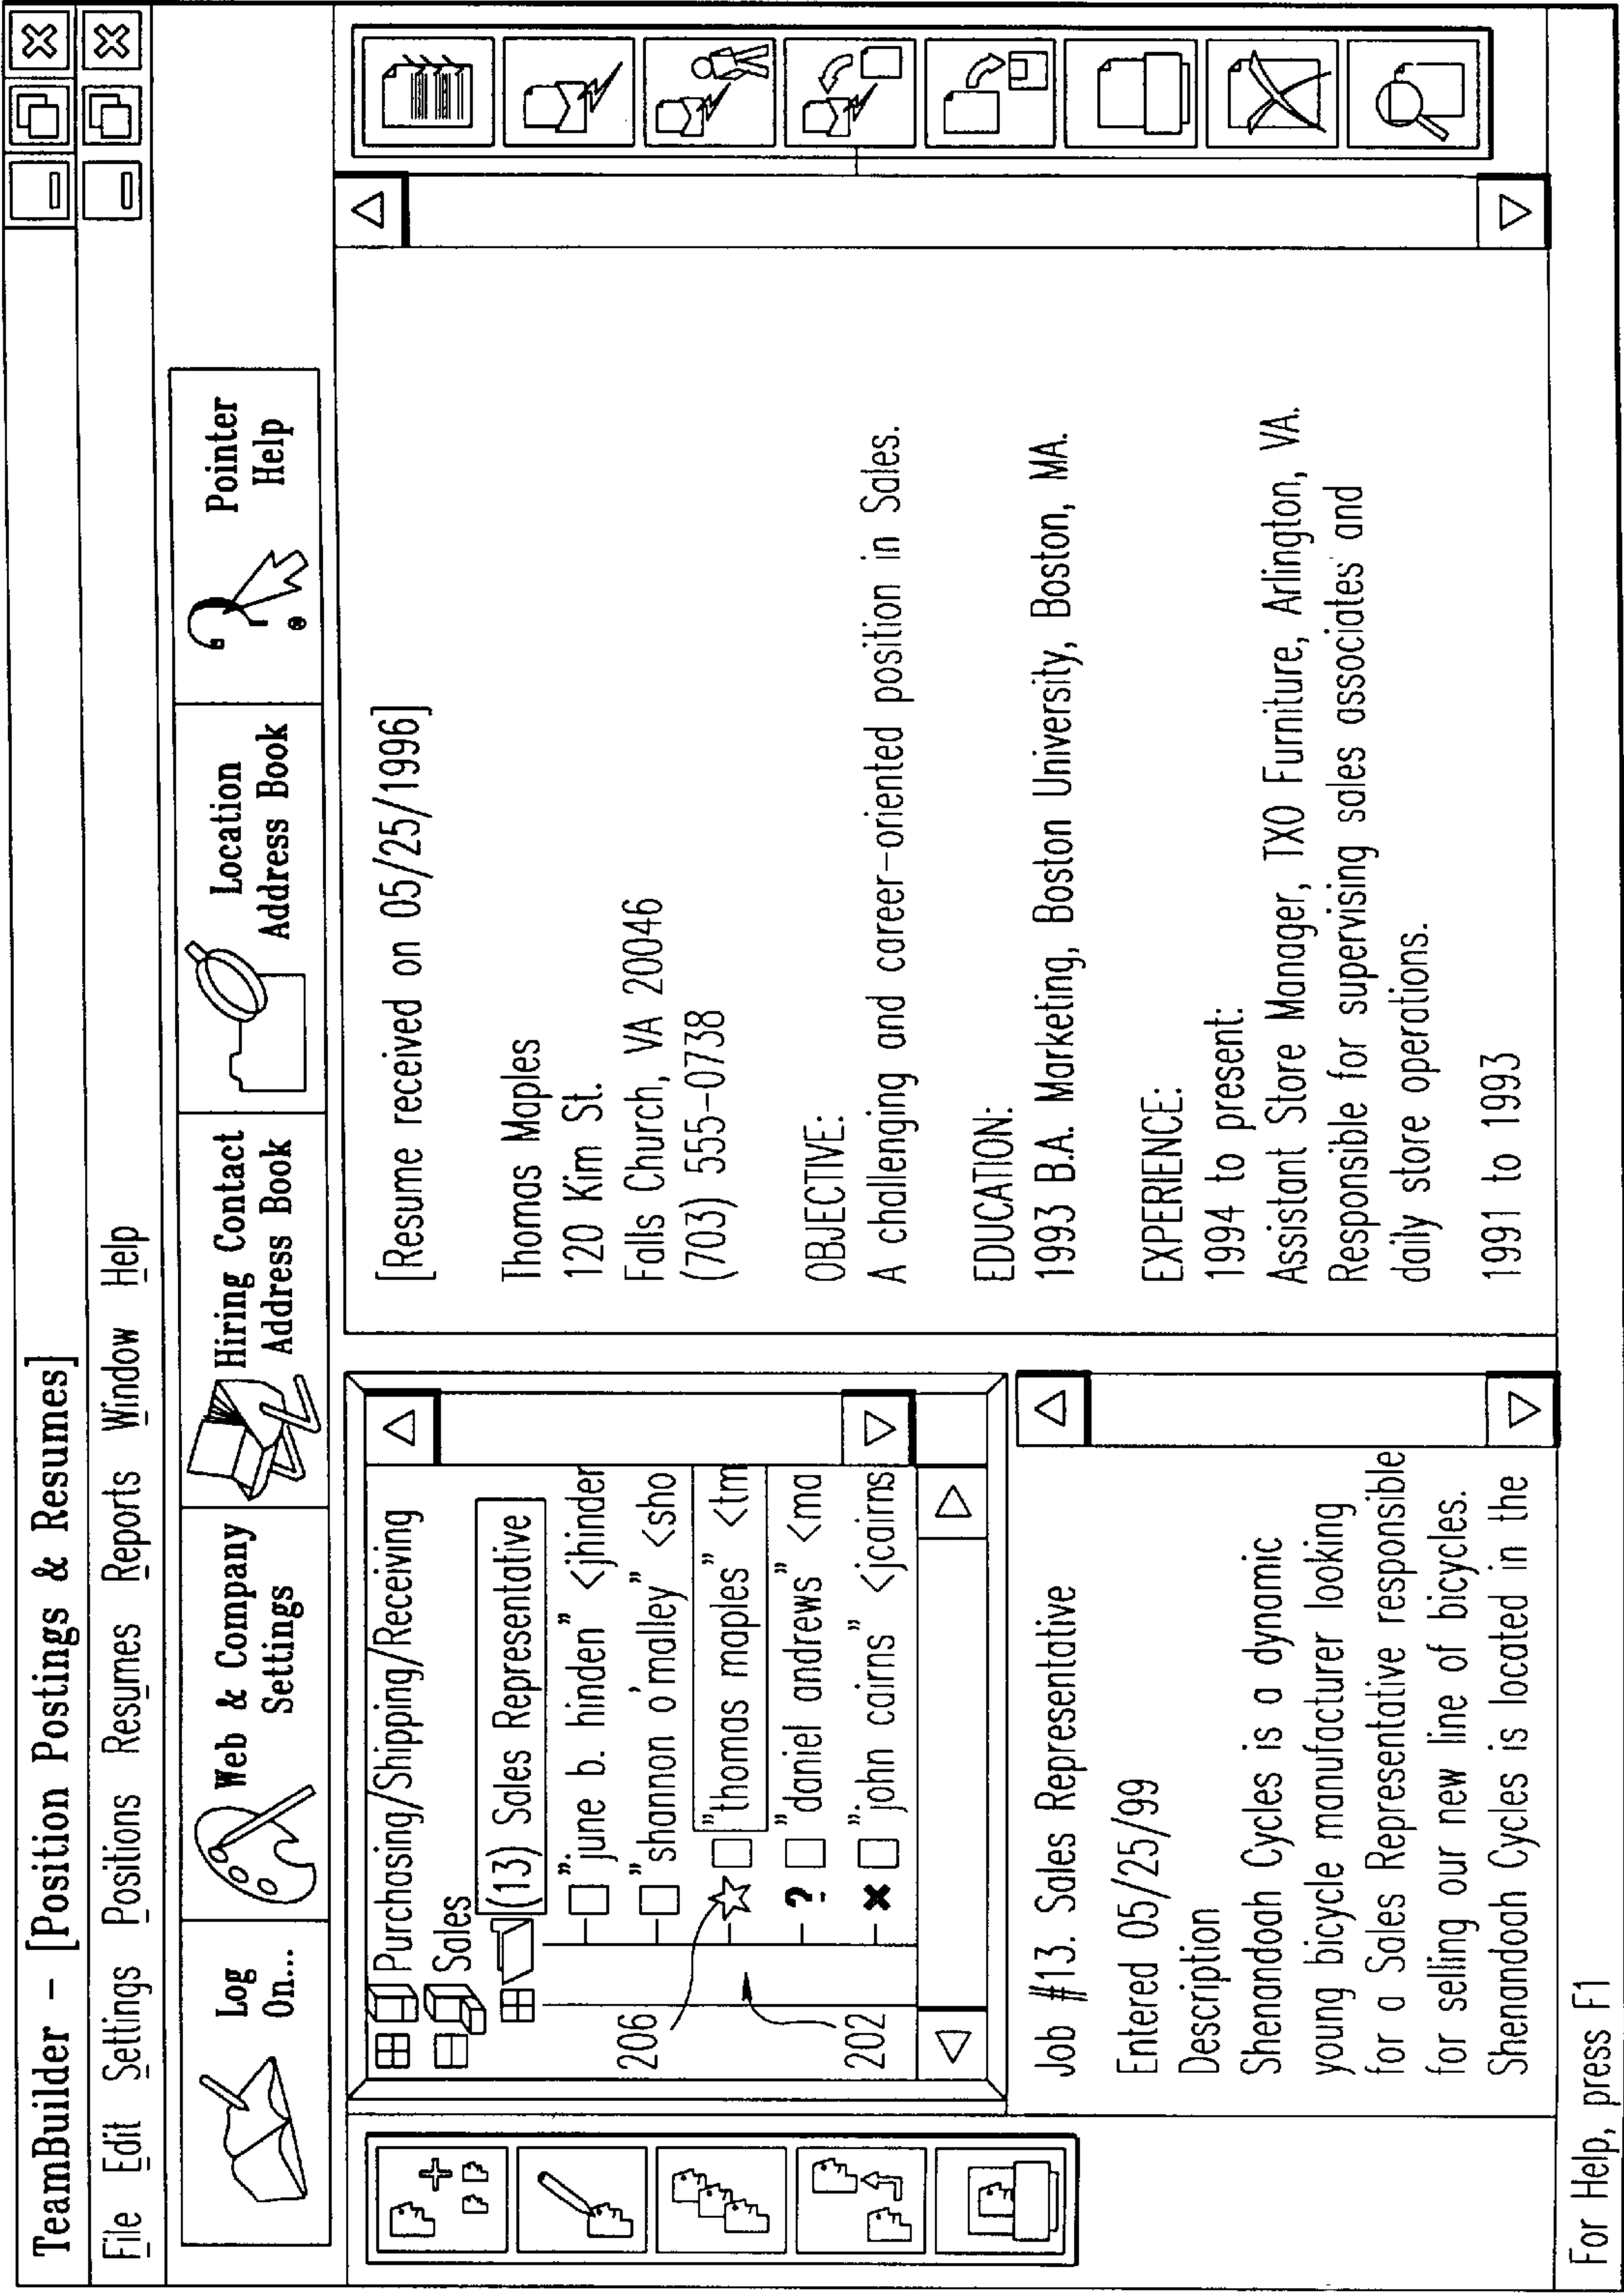 TeamBuilder - [Position Postings & Resumes]
File Edit Settings Positions Resumes Reports Window Help
Log
On...
Web & Company
Settings
Hiring Contact
Address Book
Location
Address Book
Pointer
Help
Purchasing/Shipping/Receiving
Sales
(13) Sales Representative
"june b. hinden" <jhinder
"shannon o'malley" <sho
"thomas maples" <tm
? "daniel andrews" <ma
x "john cairns" <jcairns
206
202
Job #13. Sales Representative
Entered 05/25/99
Description
Shenandoah Cycles is a dynamic
young bicycle manufacturer looking
for a Sales Representative responsible
for selling our new line of bicycles.
Shenandoah Cycles is located in the
[Resume received on 05/25/1996]
Thomas Maples
120 Kim St.
Falls Church, VA 20046
(703) 555-0738
OBJECTIVE:
A challenging and career-oriented position in Sales.
EDUCATION:
1993 B.A. Marketing, Boston University, Boston, MA.
EXPERIENCE:
1994 to present:
Assistant Store Manager, TXO Furniture, Arlington, VA.
Responsible for supervising sales associates and
daily store operations.
1991 to 1993
For Help, press F1